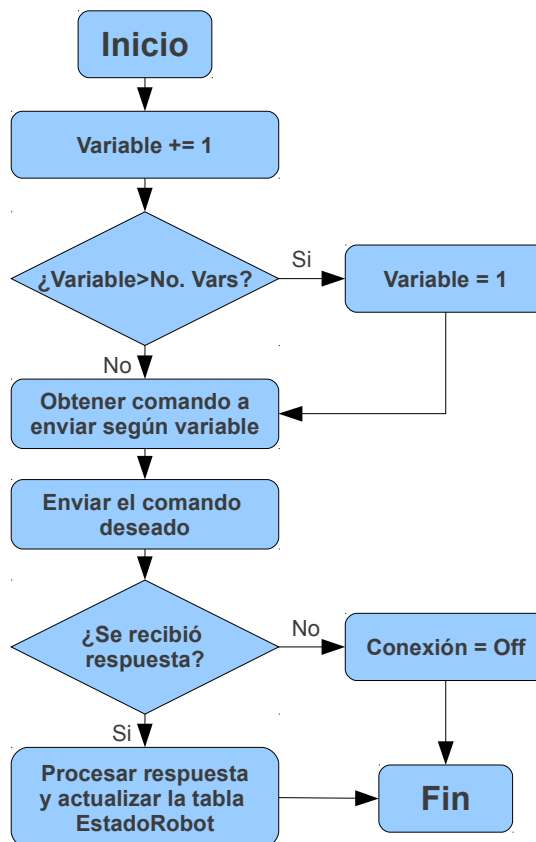 Inicio
Variable += 1
¿Variable>No. Vars?
Si
Variable = 1
No
Obtener comando a
enviar según variable
Enviar el comando
deseado
¿Se recibió
respuesta?
No
Conexión = Off
Si
Procesar respuesta
y actualizar la tabla
EstadoRobot
Fin